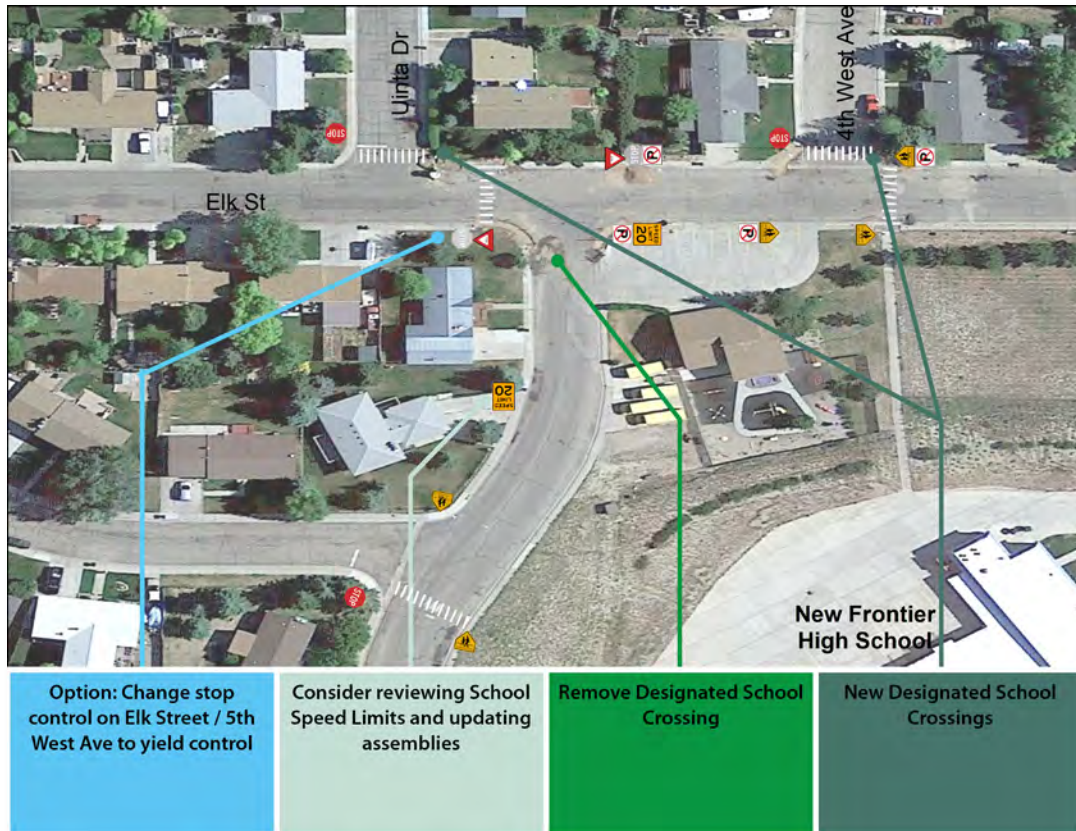 Uinta Dr
4th West Ave
STOP
STOP
STOP
P
P
Elk St
STOP
P
SPEED
LIMIT
20
P
SPEED
LIMIT
20
STOP
New Frontier
High School
Option: Change stop
control on Elk Street / 5th
West Ave to yield control
Consider reviewing School
Speed Limits and updating
assemblies
Remove Designated School
Crossing
New Designated School
Crossings